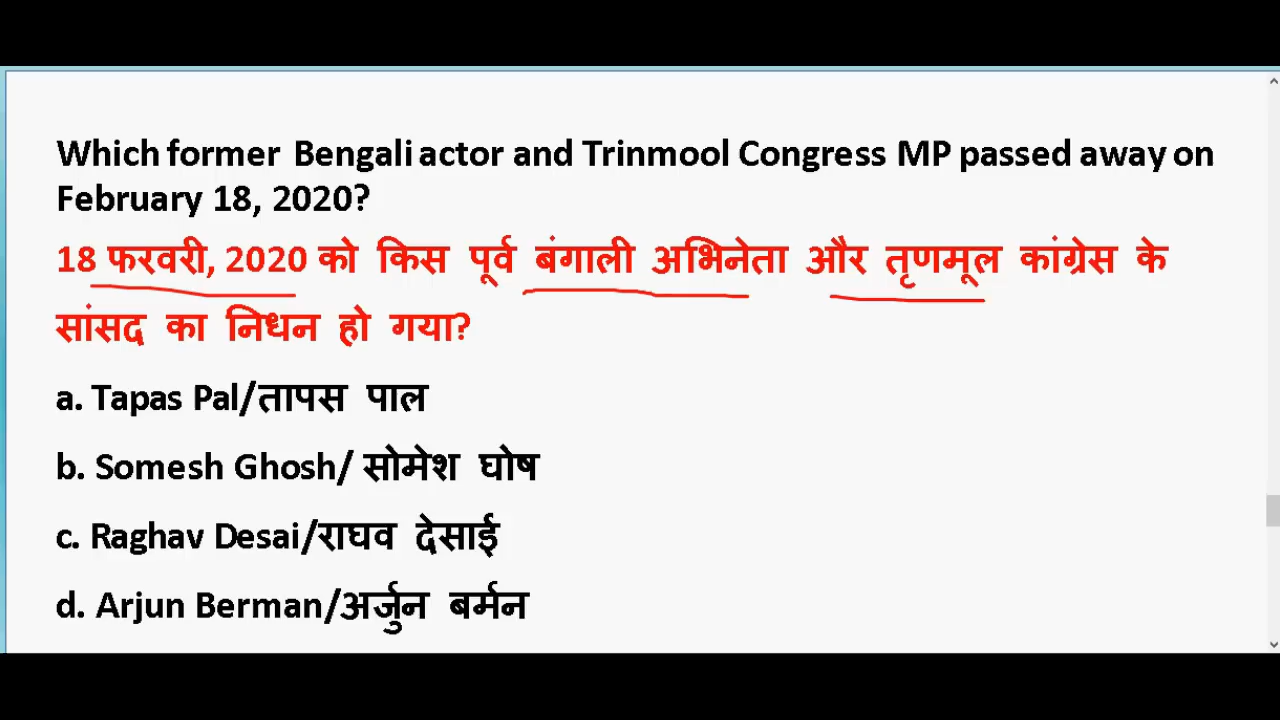 Which former Bengali actor and Trinmool Congress MP passed away on
February 18, 2020?
18 फरवरी, 2020 को किस पूर्व बंगाली अभिनेता और तृणमूल कांग्रेस के
सांसद का निधन हो गया?
a. Tapas Pal/तापस पाल
b. Somesh Ghosh/ सोमेश घोष
c. Raghav Desai/राघव देसाई
d. Arjun Berman/अर्जुन बर्मन